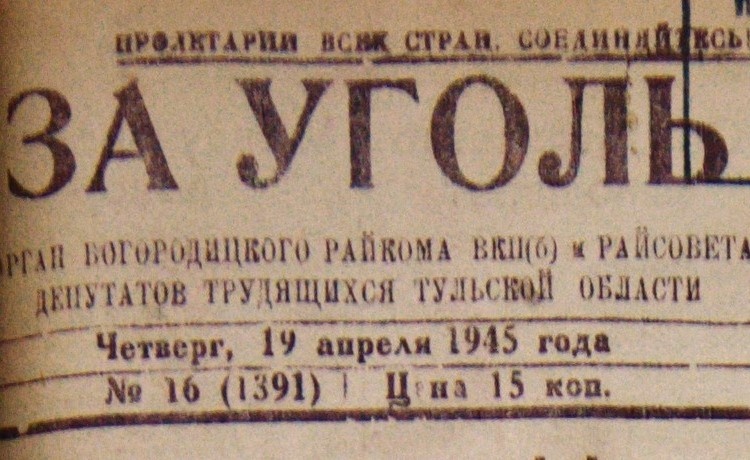 ПРОЛЕТАРИИ ВСЕХ СТРАН, СОЕДИНЯЙТЕСЬ!
ЗА УГОЛЬ
ОРГАН БОГОРОДИЦКОГО РАЙКОМА ВКП(б) и РАЙСОВЕТА
ДЕПУТАТОВ ТРУДЯЩИХСЯ ТУЛЬСКОЙ ОБЛАСТИ
Четверг, 19 апреля 1945 года
№ 16 (1391) | Цена 15 коп.